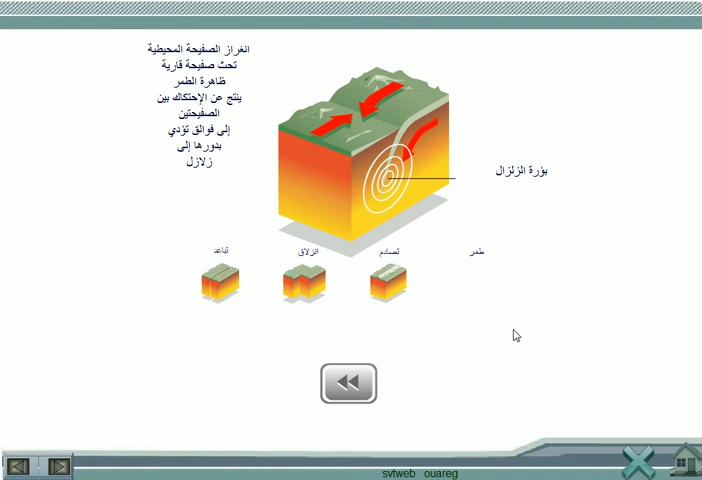 انغراز الصفيحة المحيطية
تحث صفيحة قارية
ظاهرة الطمر
ينتج عن الإحتكاك بين
الصفيحتين
إلى فوالق تؤدي
بدورها إلى
زلازل
بؤرة الزلزال
طمر
تصادم
انزلاق
تباعد
svtweb ouareg